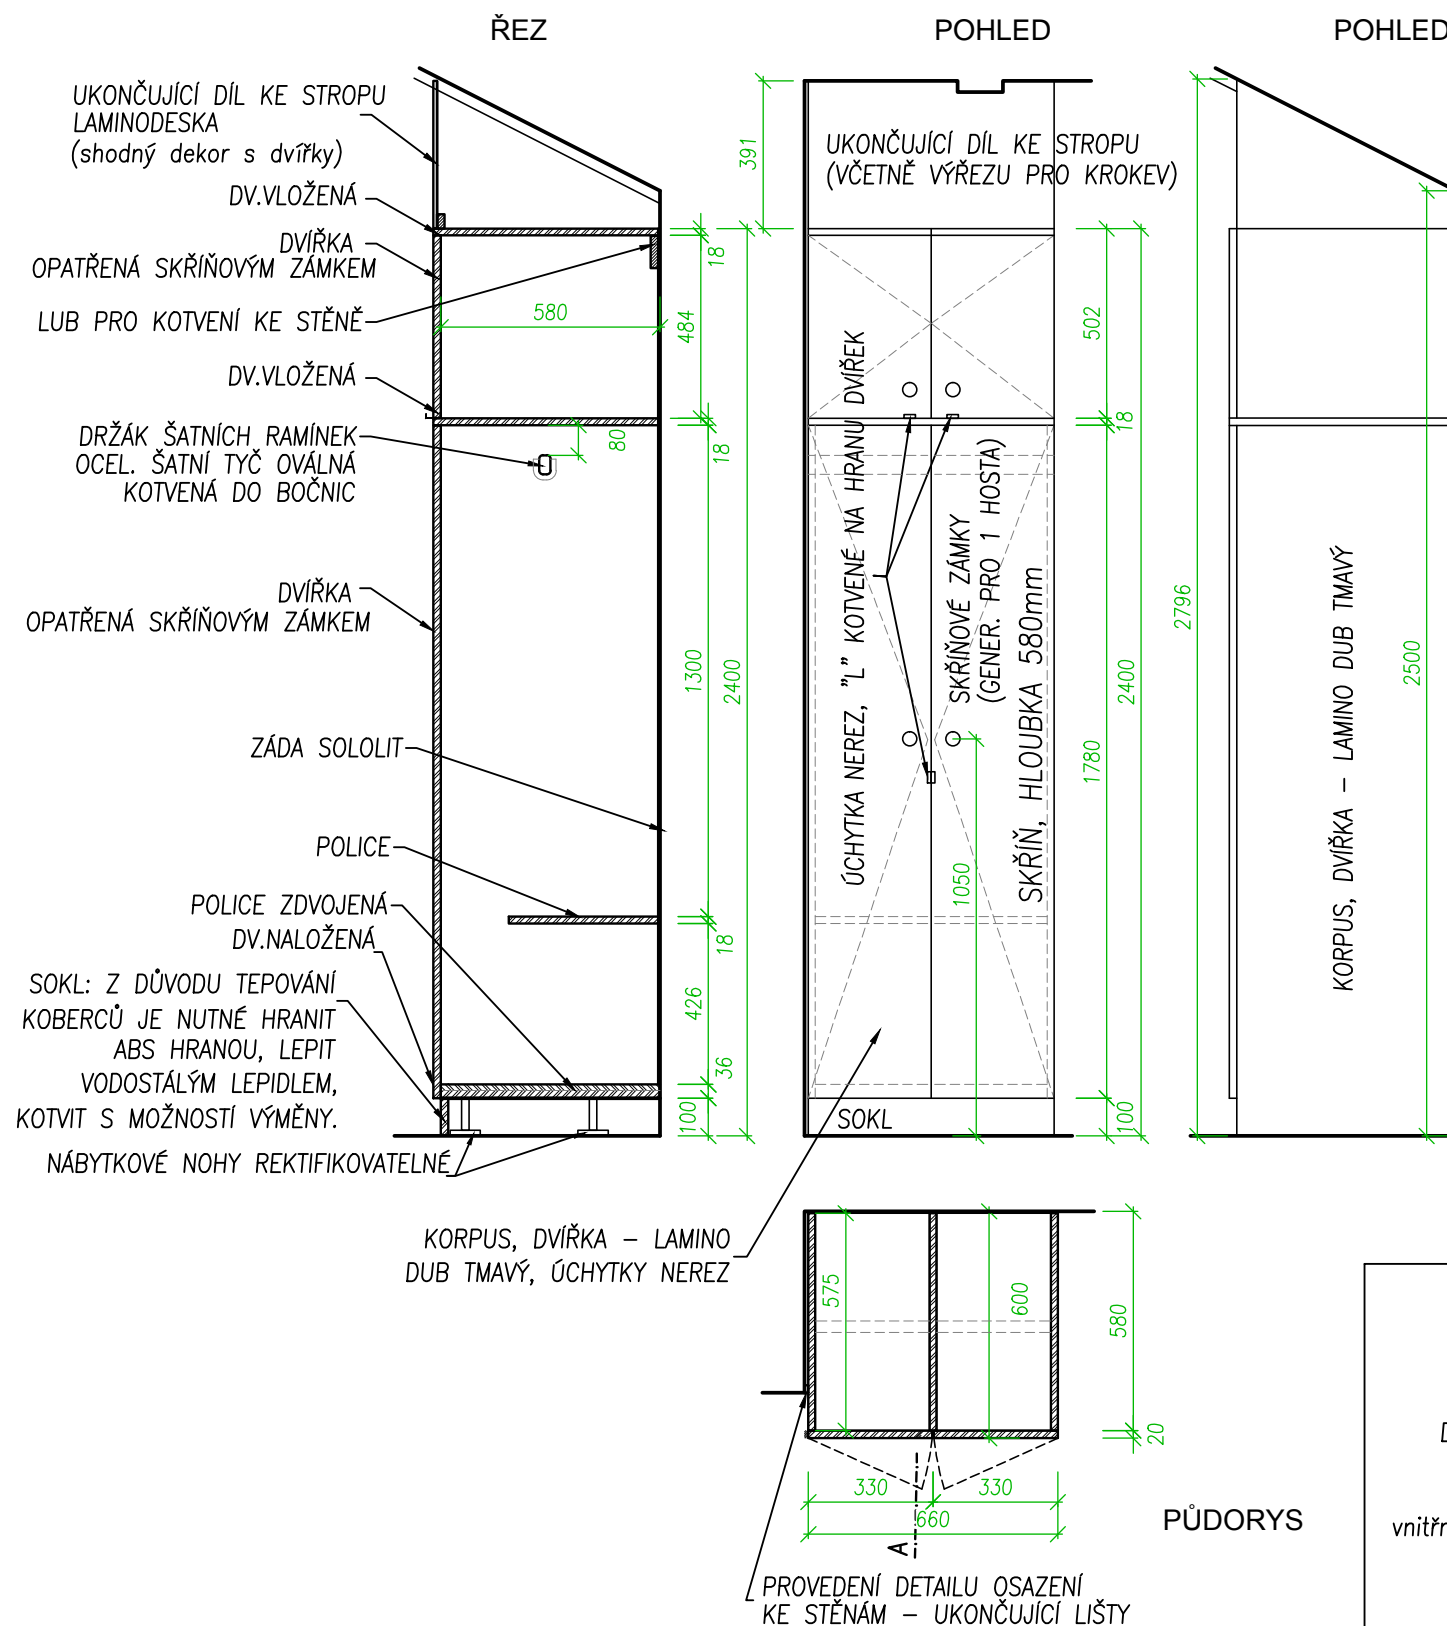 ŘEZ
POHLED
POHLED
UKONČUJÍCÍ DÍL KE STROPU
LAMINODESKA
(shodný dekor s dvířky)
DV.VLOŽENÁ
DVÍŘKA
OPATŘENÁ SKŘÍŇOVÝM ZÁMKEM
LUB PRO KOTVENÍ KE STĚNĚ
DV.VLOŽENÁ
DRŽÁK ŠATNÍCH RAMÍNEK
OCEL. ŠATNÍ TYČ OVÁLNÁ
KOTVENÁ DO BOČNIC
DVÍŘKA
OPATŘENÁ SKŘÍŇOVÝM ZÁMKEM
ZÁDA SOLOLIT
POLICE
POLICE ZDVOJENÁ
DV.NALOŽENÁ
SOKL: Z DŮVODU TEPOVÁNÍ
KOBERCŮ JE NUTNÉ HRANIT
ABS HRANOU, LEPIT
VODOSTÁLÝM LEPIDLEM,
KOTVIT S MOŽNOSTÍ VÝMĚNY.
NÁBYTKOVÉ NOHY REKTIFIKOVATELNÉ
580
80
18
484
18
1300
18
426
36
100
2400
391
UKONČUJÍCÍ DÍL KE STROPU
(VČETNĚ VÝŘEZU PRO KROKEV)
ÚCHYTKA NEREZ, "L" KOTVENÉ NA HRANU DVÍŘEK
SKŘÍŇOVÉ ZÁMKY
(GENER. PRO 1 HOSTA)
SKŘÍŇ, HLOUBKA 580mm
1050
SOKL
502
18
1780
100
2400
2796
KORPUS, DVÍŘKA – LAMINO DUB TMAVÝ
2500
KORPUS, DVÍŘKA – LAMINO
DUB TMAVÝ, ÚCHYTKY NEREZ
575
600
580
20
330
330
660
A
PŮDORYS
PROVEDENÍ DETAILU OSAZENÍ
KE STĚNÁM – UKONČUJÍCÍ LIŠTY